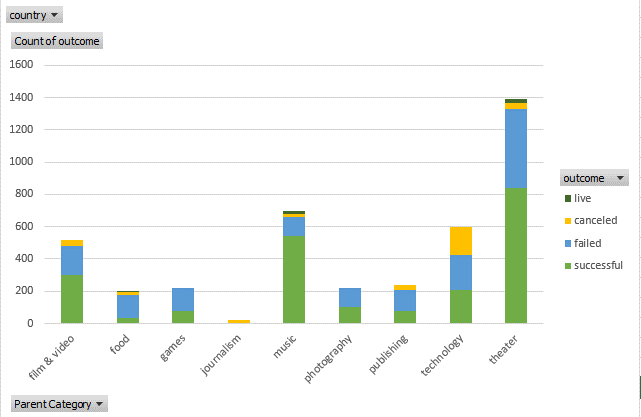 country
Count of outcome
1600
1400
1200
1000
800
600
400
200
0
film & video
food
games
journalism
music
photography
publishing
technology
theater
outcome
live
canceled
failed
successful
Parent Category